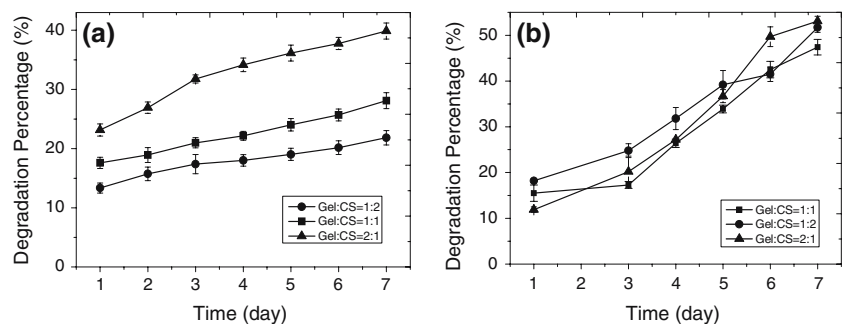 (a)
Degradation Percentage (%)
40
30
20
10
0
Gel:CS=1:2
Gel:CS=1:1
Gel:CS=2:1
1 2 3 4 5 6 7
Time (day)
(b)
Degradation Percentage (%)
50
40
30
20
10
0
Gel:CS=1:1
Gel:CS=1:2
Gel:CS=2:1
1 2 3 4 5 6 7
Time (day)